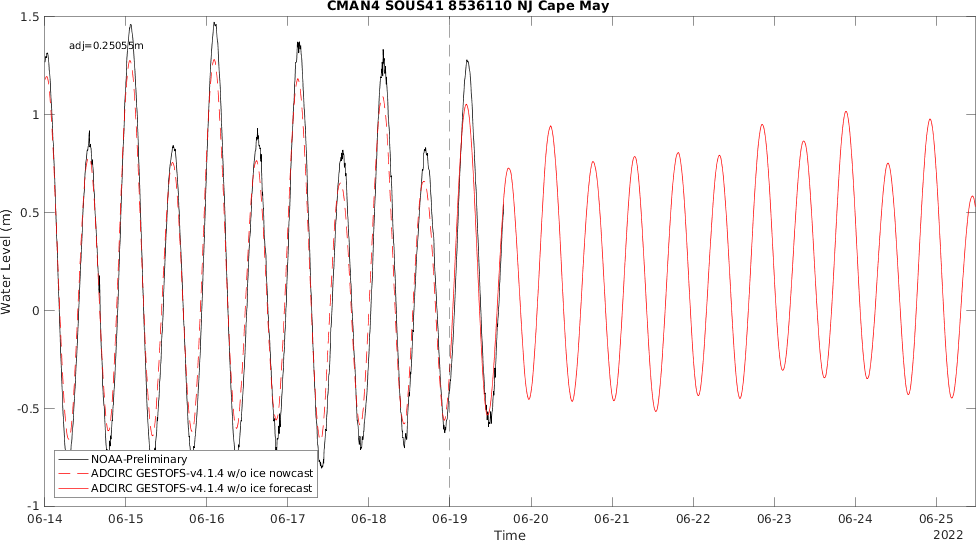 CMAN4 SOUS41 8536110 NJ Cape May
adj=0.25055m
1.5
1
0.5
0
-0.5
-1
Water Level (m)
NOAA-Preliminary
ADCIRC GESTOFS-v4.1.4 w/o ice nowcast
ADCIRC GESTOFS-v4.1.4 w/o ice forecast
06-14 06-15 06-16 06-17 06-18 06-19 06-20 06-21 06-22 06-23 06-24 06-25
Time
2022